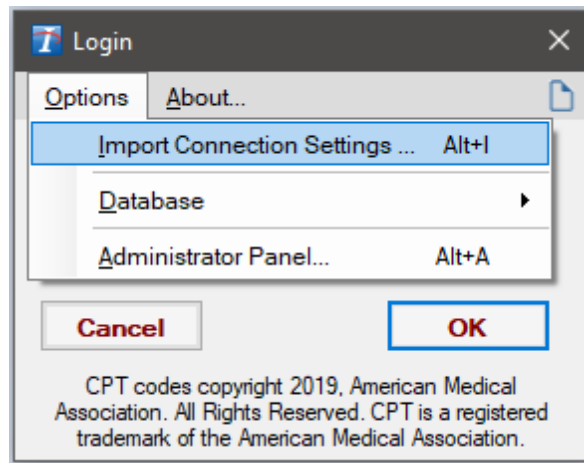 Login
Options About...
Import Connection Settings ... Alt+I
Database
Administrator Panel... Alt+A
Cancel OK
CPT codes copyright 2019, American Medical
Association. All Rights Reserved. CPT is a registered
trademark of the American Medical Association.